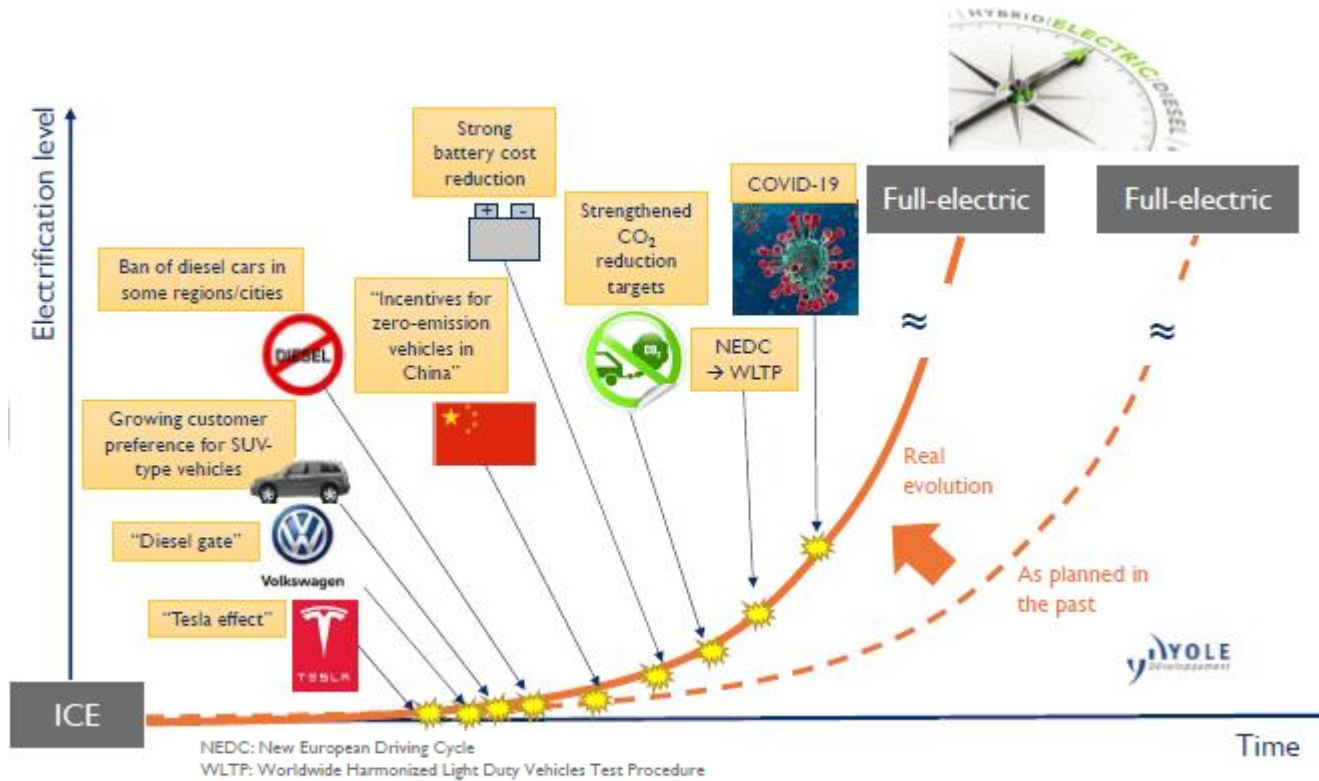 HYBRID|ELECTRIC|DIESEL
Electrification level
Strong
battery cost
reduction
+ -
COVID-19
Full-electric
Full-electric
Strengthened
CO₂
reduction
targets
Ban of diesel cars in
some regions/cities
"Incentives for
zero-emission
vehicles in
China"
DIESEL
CO₂
NEDC
→ WLTP
≈
≈
Growing customer
preference for SUV-
type vehicles
Real
evolution
"Diesel gate"
Volkswagen
As planned in
the past
"Tesla effect"
TESLA
YOLE
Développement
ICE
Time
NEDC: New European Driving Cycle
WLTP: Worldwide Harmonized Light Duty Vehicles Test Procedure